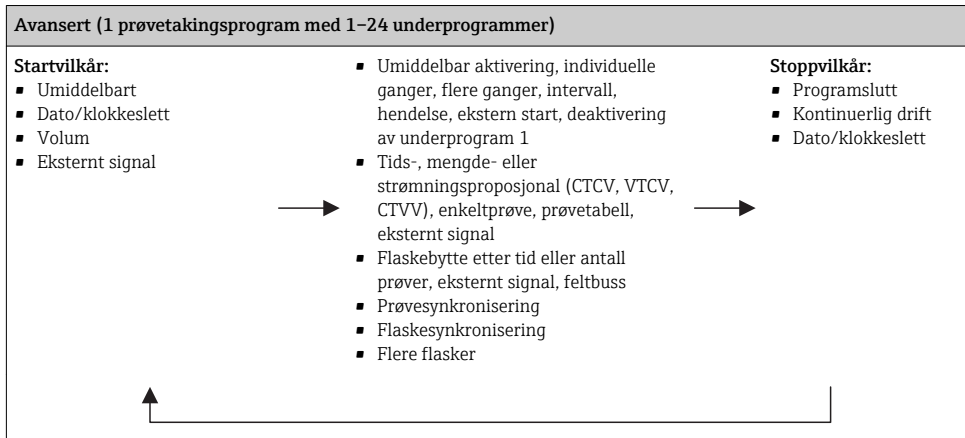 Avansert (1 prøvetakingsprogram med 1–24 underprogrammer)
Startvilkår:
▪ Umiddelbart
▪ Dato/klokkeslett
▪ Volum
▪ Eksternt signal
▪ Umiddelbar aktivering, individuelle
ganger, flere ganger, intervall,
hendelse, ekstern start, deaktivering
av underprogram 1
▪ Tids-, mengde- eller
strømningsproposjonal (CTCV, VTCV,
CTVV), enkeltprøve, prøvetabell,
eksternt signal
▪ Flaskebytte etter tid eller antall
prøver, eksternt signal, feltbuss
▪ Prøvesynkronisering
▪ Flaskesynkronisering
▪ Flere flasker
Stoppvilkår:
▪ Programslutt
▪ Kontinuerlig drift
▪ Dato/klokkeslett